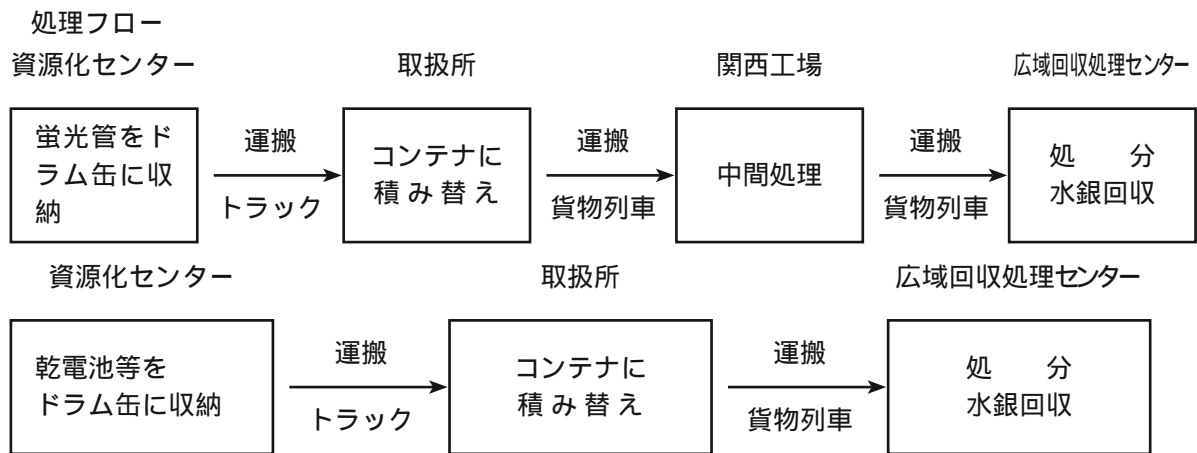 処理フロー
資源化センター
取扱所
関西工場
広域回収処理センター
蛍光管をド
ラム缶に収
納
運搬
トラック
コンテナに
積み替え
運搬
貨物列車
中間処理
運搬
貨物列車
処 分
水銀回収
資源化センター
取扱所
広域回収処理センター
乾電池等を
ドラム缶に収納
運搬
トラック
コンテナに
積み替え
運搬
貨物列車
処 分
水銀回収